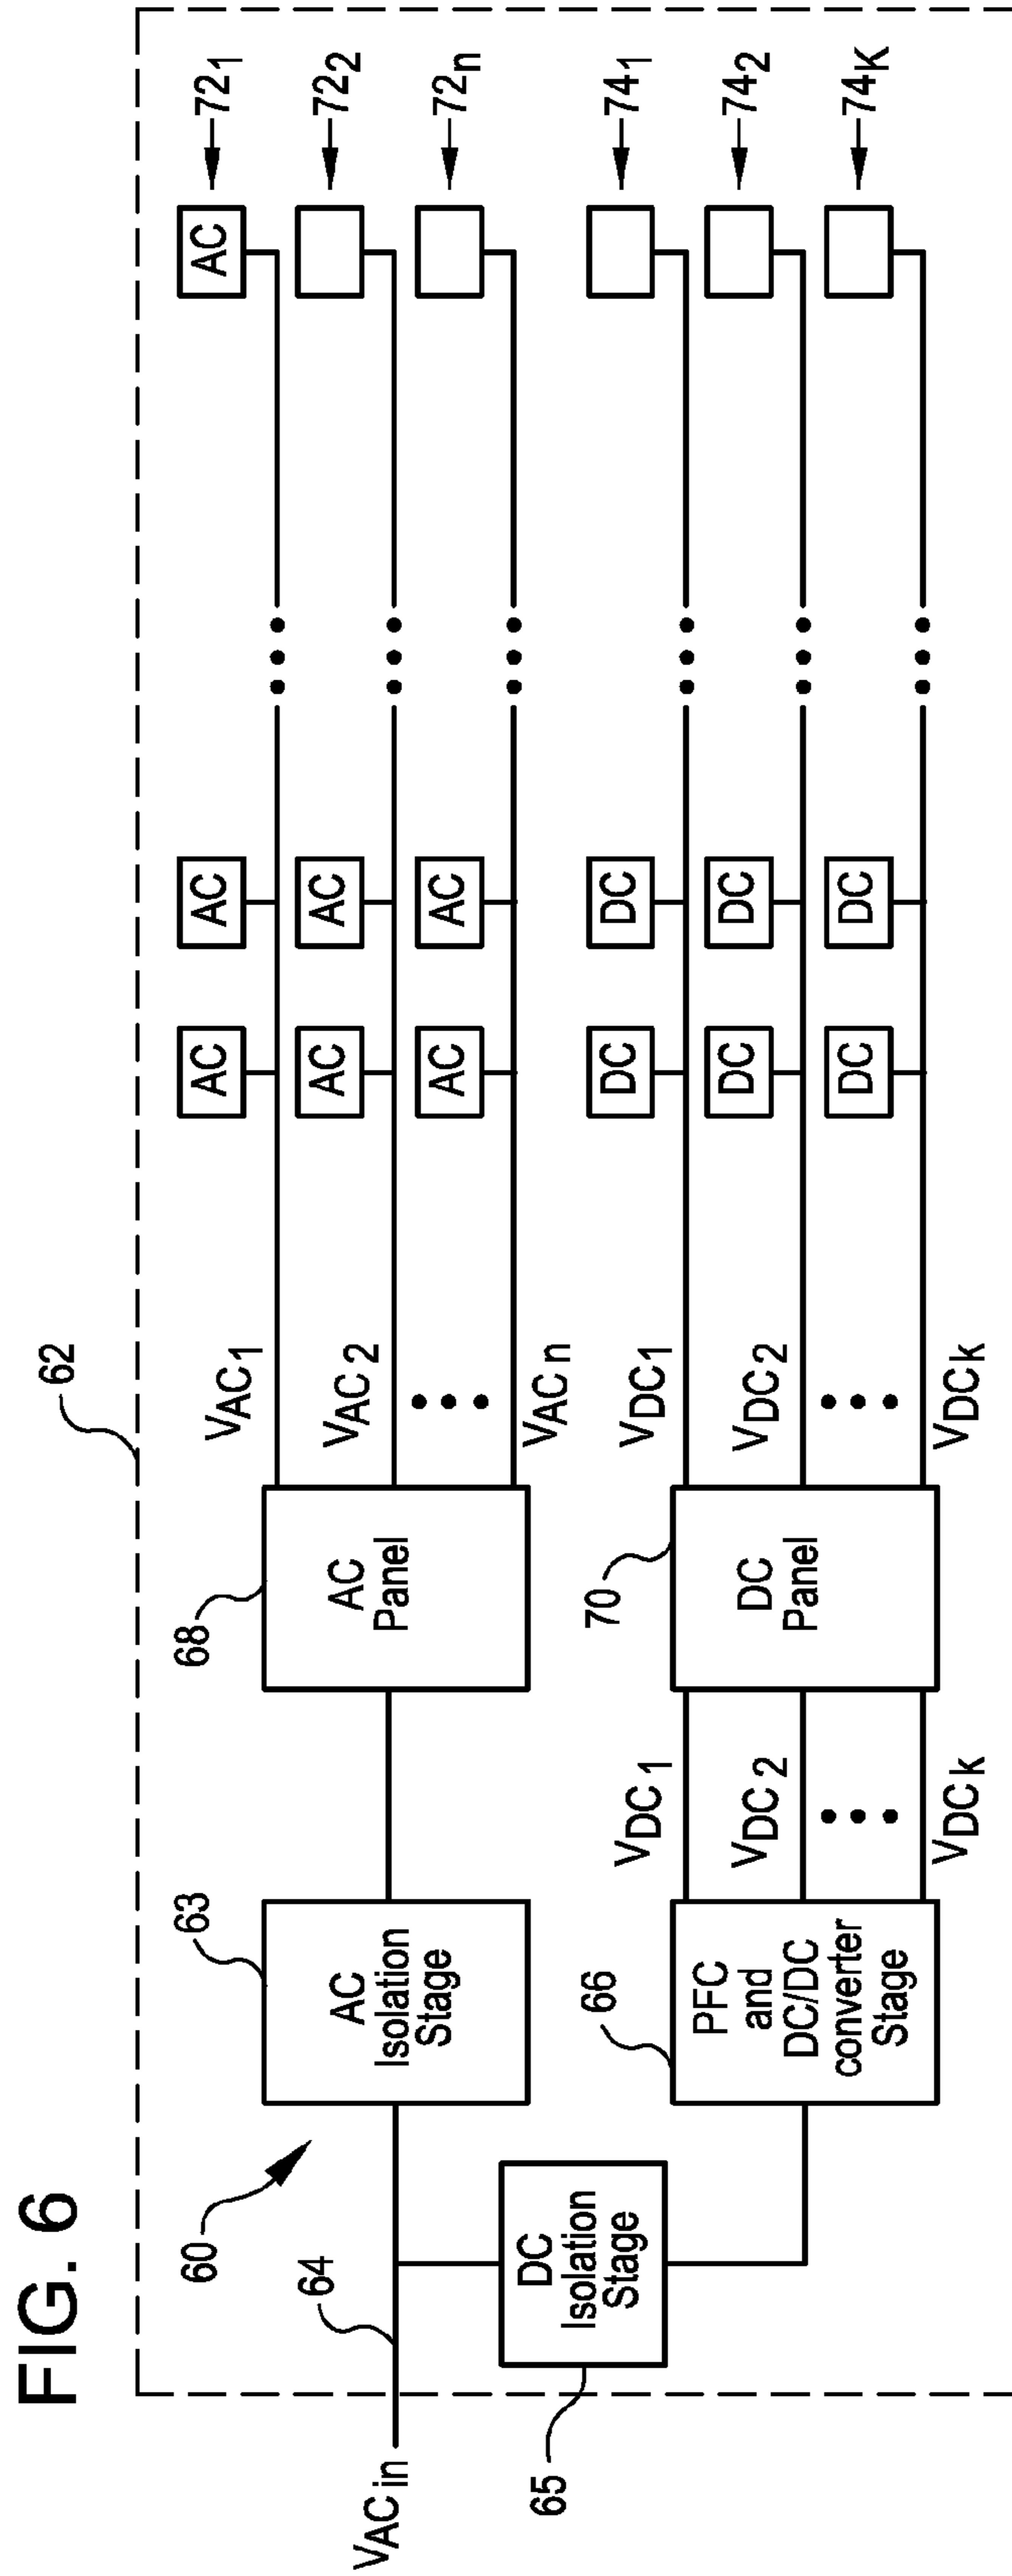 FIG. 6
62
60
64
VACin
63
AC
Isolation
Stage
68
AC
Panel
VAC1
VAC2
VACn
AC
AC
AC
721
AC
AC
722
AC
AC
72n
65
DC
Isolation
Stage
66
PFC
and
DC/DC
converter
Stage
VDC1
VDC2
VDCk
70
DC
Panel
VDC1
VDC2
VDCk
DC
DC
741
DC
DC
742
DC
DC
74K